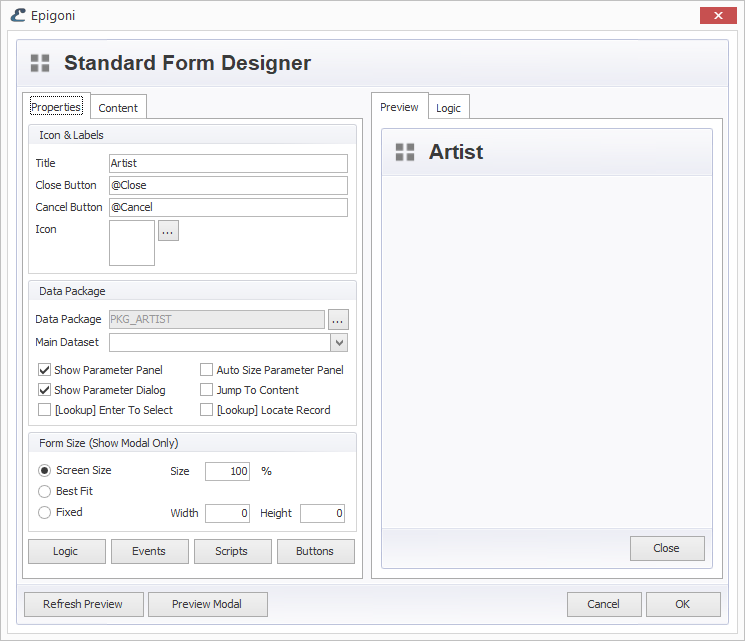 Epigoni
Standard Form Designer
Properties Content
Icon & Labels
Title Artist
Close Button @Close
Cancel Button @Cancel
Icon ...
Data Package
Data Package PKG_ARTIST ...
Main Dataset
Show Parameter Panel Auto Size Parameter Panel
Show Parameter Dialog Jump To Content
[Lookup] Enter To Select [Lookup] Locate Record
Form Size (Show Modal Only)
Screen Size Size 100 %
Best Fit
Fixed Width 0 Height 0
Logic Events Scripts Buttons
Preview Logic
Artist
Close
Refresh Preview Preview Modal Cancel OK